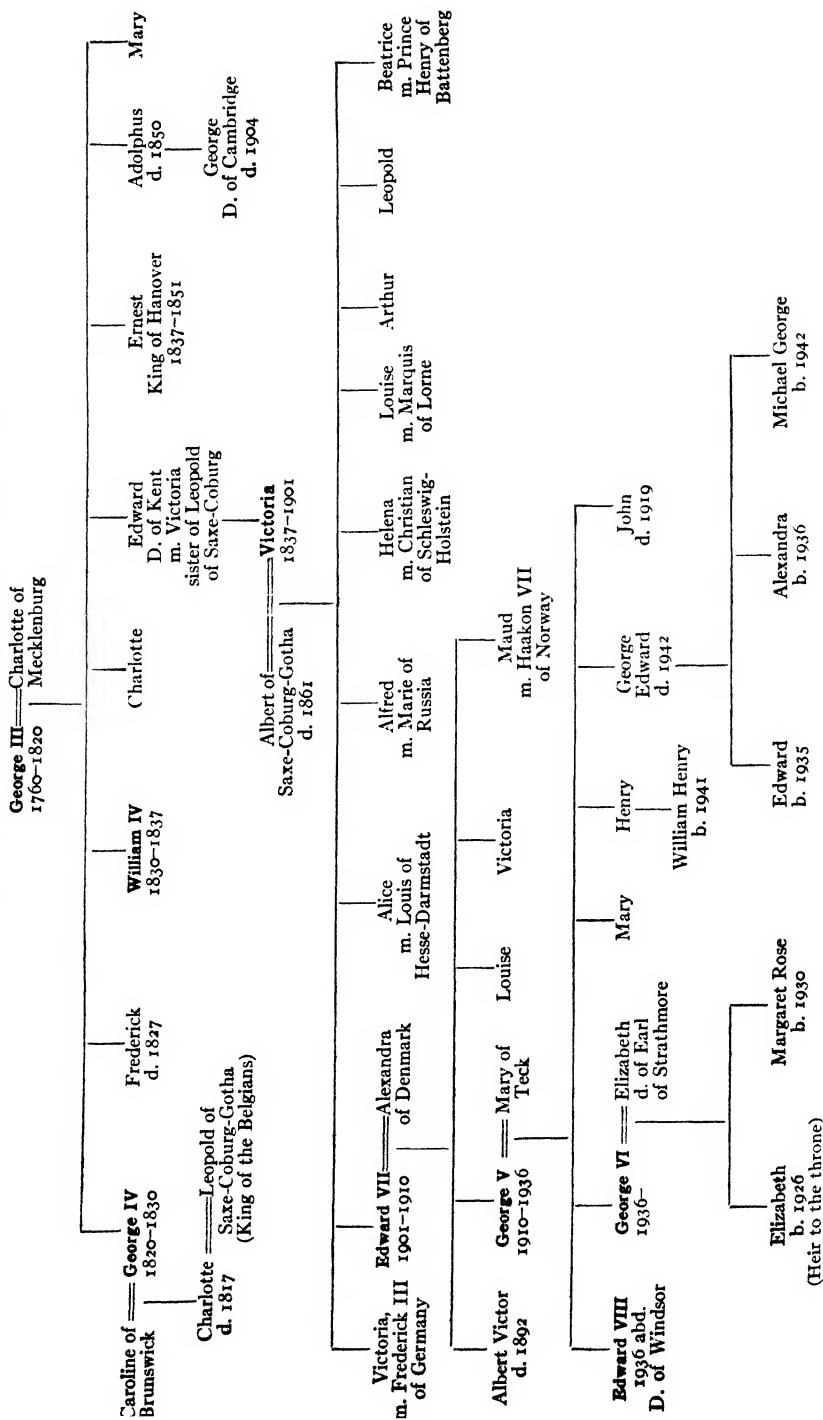 George III══Charlotte of
1760–1820 Mecklenburg
Caroline of ══ George IV
Brunswick 1820–1830
Frederick
d. 1827
William IV
1830–1837
Charlotte
Edward
D. of Kent
m. Victoria
sister of Leopold
of Saxe-Coburg
Ernest
King of Hanover
1837–1851
Adolphus
d. 1850
Mary
Charlotte ══Leopold of
d. 1817 Saxe-Coburg-Gotha
(King of the Belgians)
George
D. of Cambridge
d. 1904
Albert of══Victoria
Saxe-Coburg-Gotha 1837–1901
d. 1861
Victoria,
m. Frederick III
of Germany
Edward VII══Alexandra
1901–1910 of Denmark
Alice
m. Louis of
Hesse-Darmstadt
Alfred
m. Marie of
Russia
Helena
m. Christian
of Schleswig-
Holstein
Louise
m. Marquis
of Lorne
Arthur
Leopold
Beatrice
m. Prince
Henry of
Battenberg
Albert Victor
d. 1892
George V ══ Mary of
1910–1936 Teck
Louise
Victoria
Maud
m. Haakon VII
of Norway
Edward VIII
1936 abd.
D. of Windsor
George VI ══ Elizabeth
1936– d. of Earl
of Strathmore
Mary
Henry
George
Edward
d. 1942
John
d. 1919
William Henry
b. 1941
Elizabeth
b. 1926
(Heir to the throne)
Margaret Rose
b. 1930
Edward
b. 1935
Alexandra
b. 1936
Michael George
b. 1942